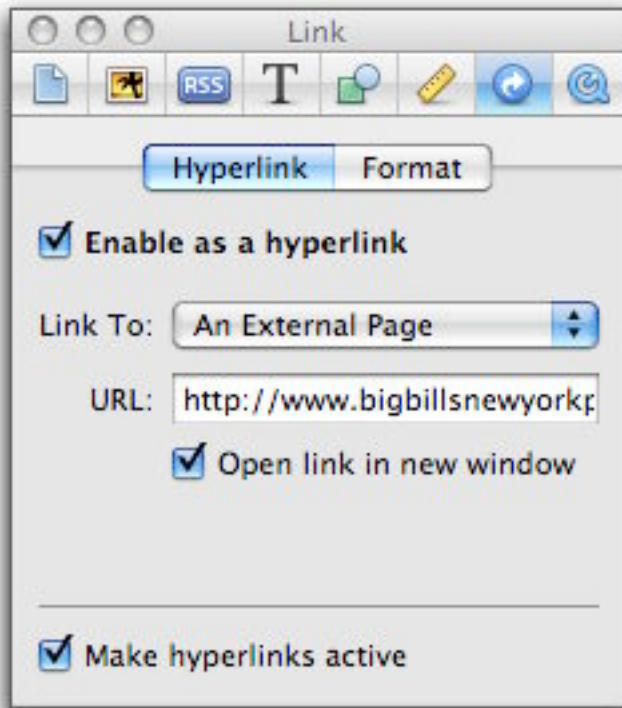 Link
RSS T
Hyperlink Format
Enable as a hyperlink
Link To: An External Page
URL: http://www.bigbillsnewyorkp
Open link in new window
Make hyperlinks active